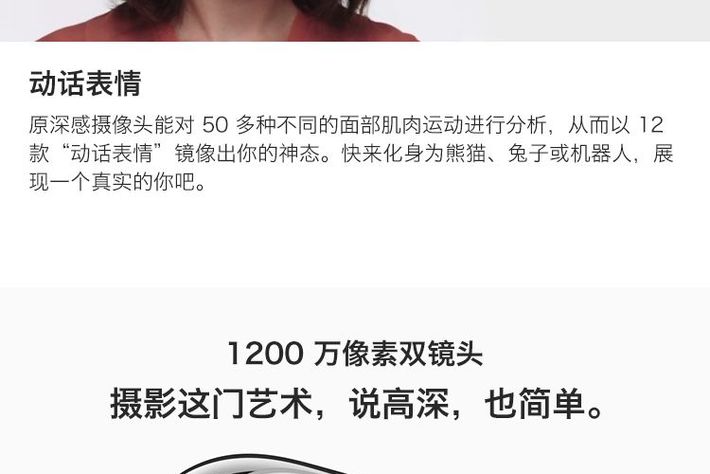 动话表情
原深感摄像头能对 50 多种不同的面部肌肉运动进行分析，从而以 12
款“动话表情”镜像出你的神态。快来化身为熊猫、兔子或机器人，展
现一个真实的你吧。
1200 万像素双镜头
摄影这门艺术，说高深，也简单。